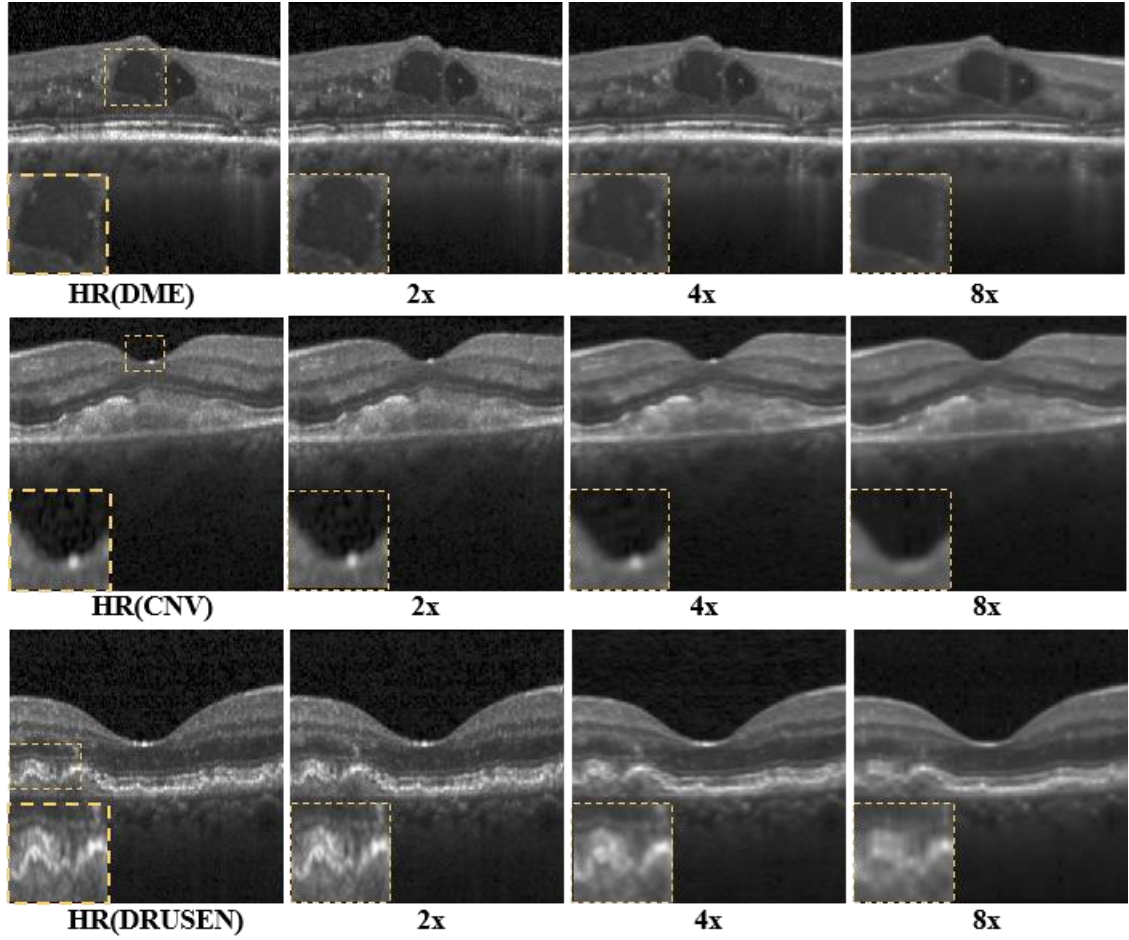 HR(DME) 2x 4x 8x
HR(CNV) 2x 4x 8x
HR(DRUSEN) 2x 4x 8x